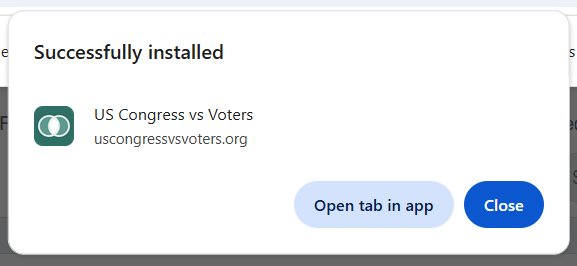 Successfully installed
US Congress vs Voters
uscongressvsvoters.org
Open tab in app
Close